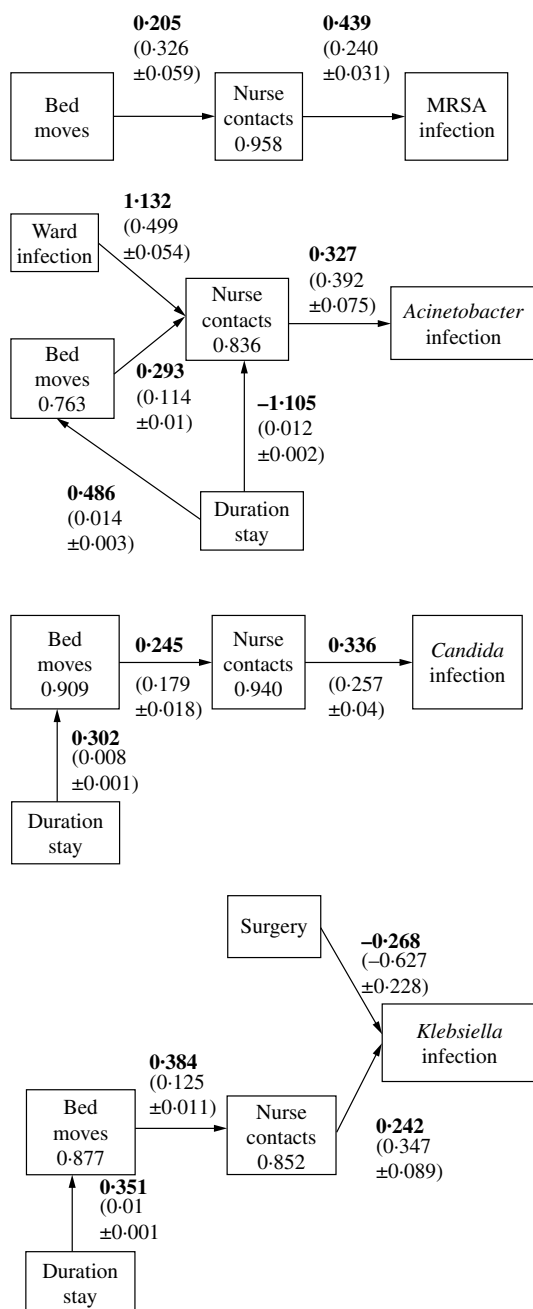 0·205
(0·326
±0·059)
0·439
(0·240
±0·031)
Bed
moves
Nurse
contacts
0·958
MRSA
infection
1·132
(0·499
±0·054)
Ward
infection
0·327
(0·392
±0·075)
Nurse
contacts
0·836
Acinetobacter
infection
Bed
moves
0·763
0·293
(0·114
±0·01)
–1·105
(0·012
±0·002)
0·486
(0·014
±0·003)
Duration
stay
Bed
moves
0·909
0·245
(0·179
±0·018)
Nurse
contacts
0·940
0·336
(0·257
±0·04)
Candida
infection
0·302
(0·008
±0·001)
Duration
stay
Surgery
–0·268
(–0·627
±0·228)
Klebsiella
infection
0·384
(0·125
±0·011)
Bed
moves
0·877
Nurse
contacts
0·852
0·242
(0·347
±0·089)
0·351
(0·01
±0·001
Duration
stay